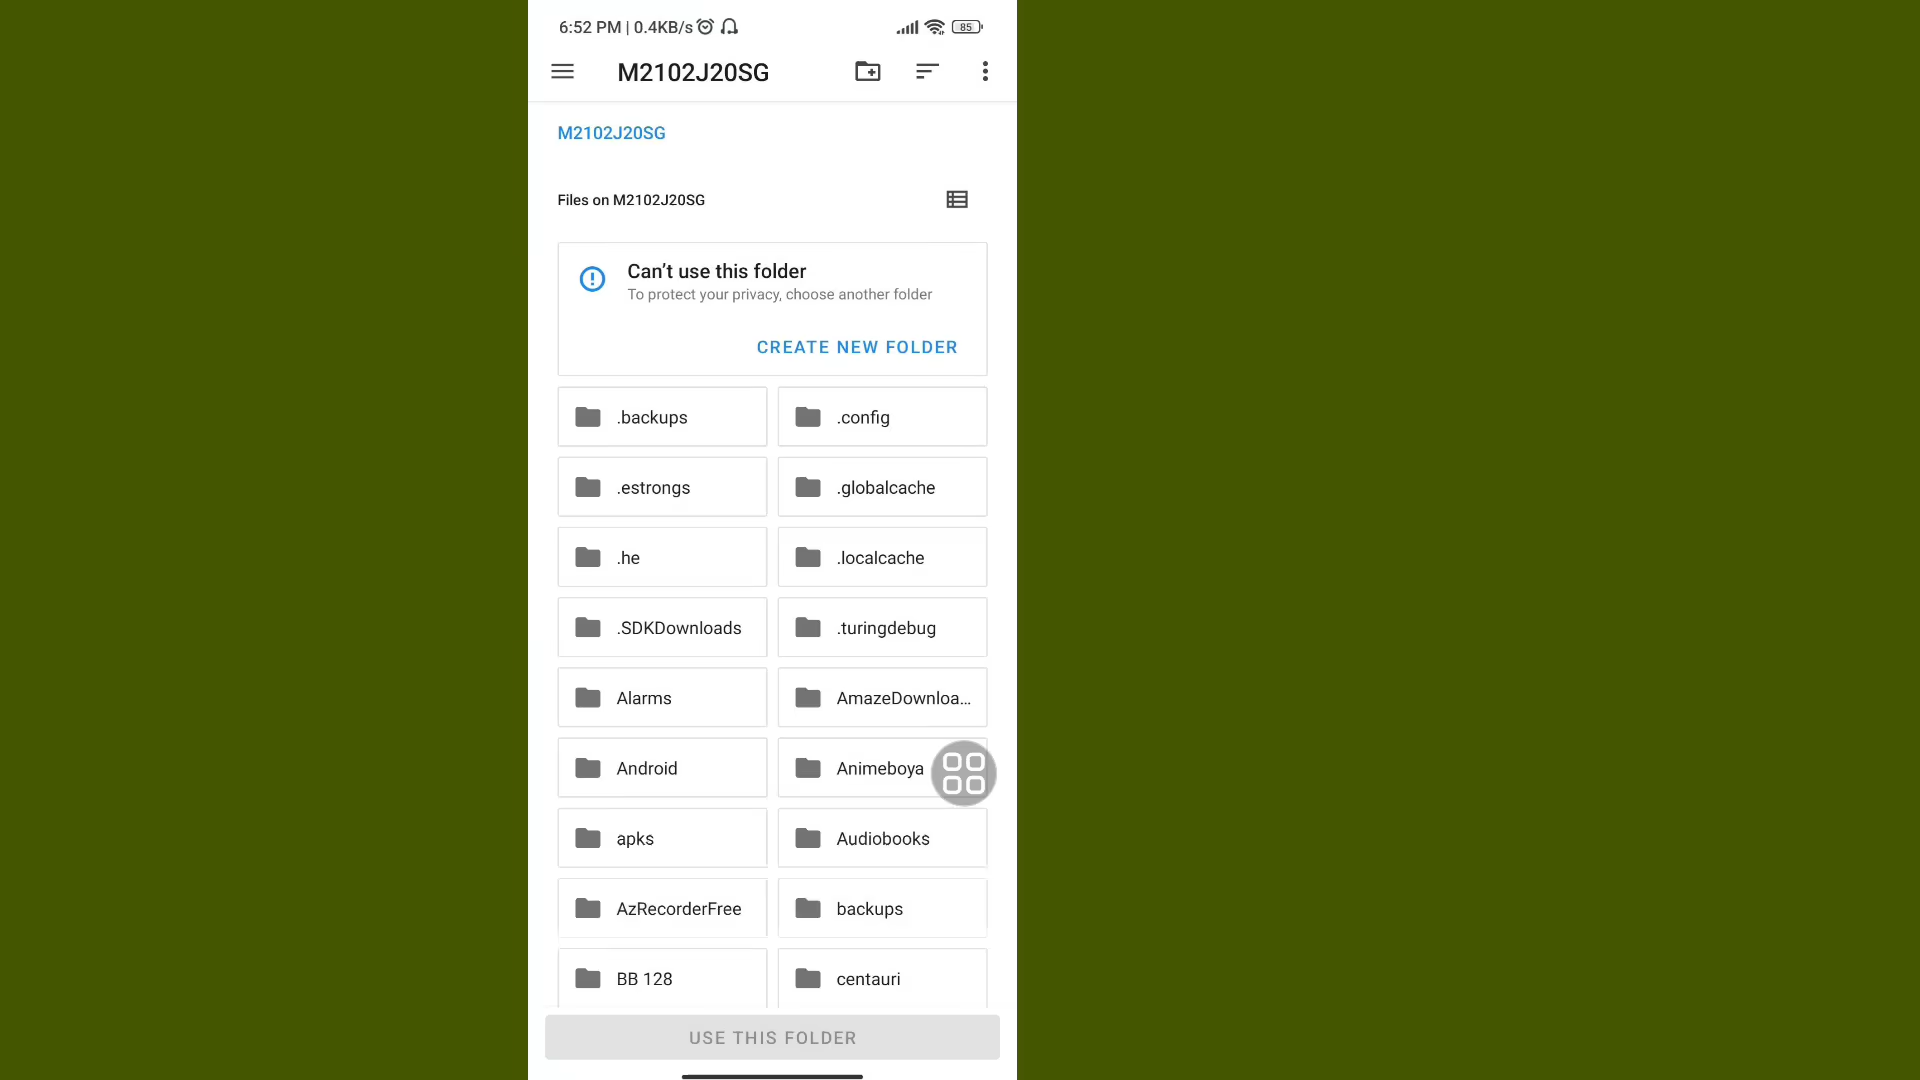 6:52 PM | 0.4KB/s 85
M2102J20SG
M2102J20SG
Files on M2102J20SG
Can’t use this folder
To protect your privacy, choose another folder
CREATE NEW FOLDER
.backups .config
.estrongs .globalcache
.he .localcache
.SDKDownloads .turingdebug
Alarms AmazeDownloa...
Android Animeboya
apks Audiobooks
AzRecorderFree backups
BB 128 centauri
USE THIS FOLDER